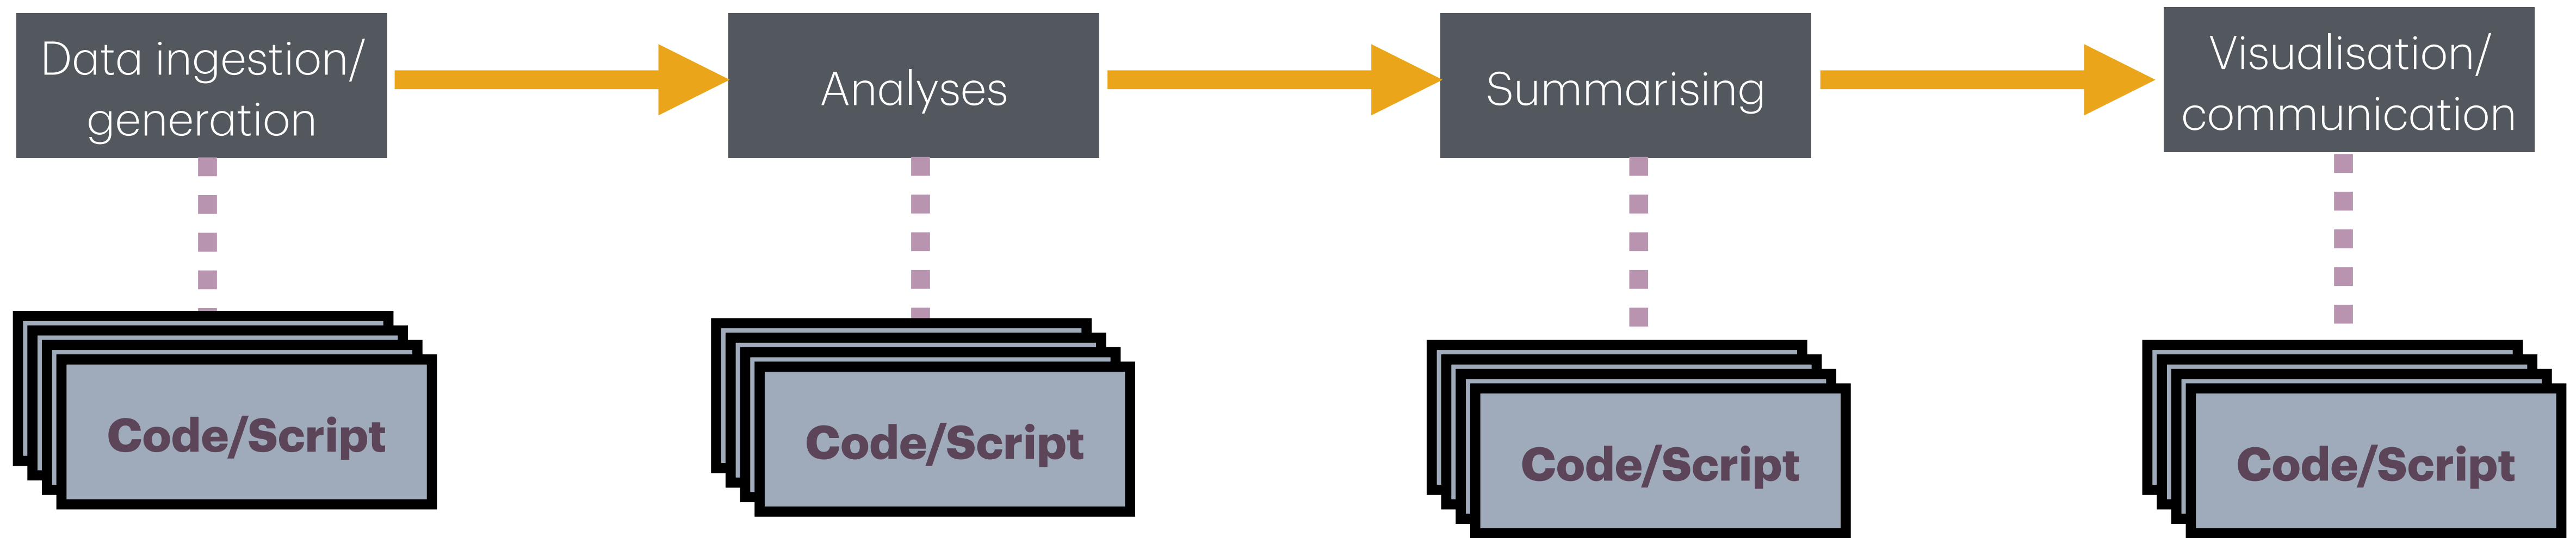 Data ingestion/
generation
Analyses
Summarising
Visualisation/
communication
Code/Script
Code/Script
Code/Script
Code/Script